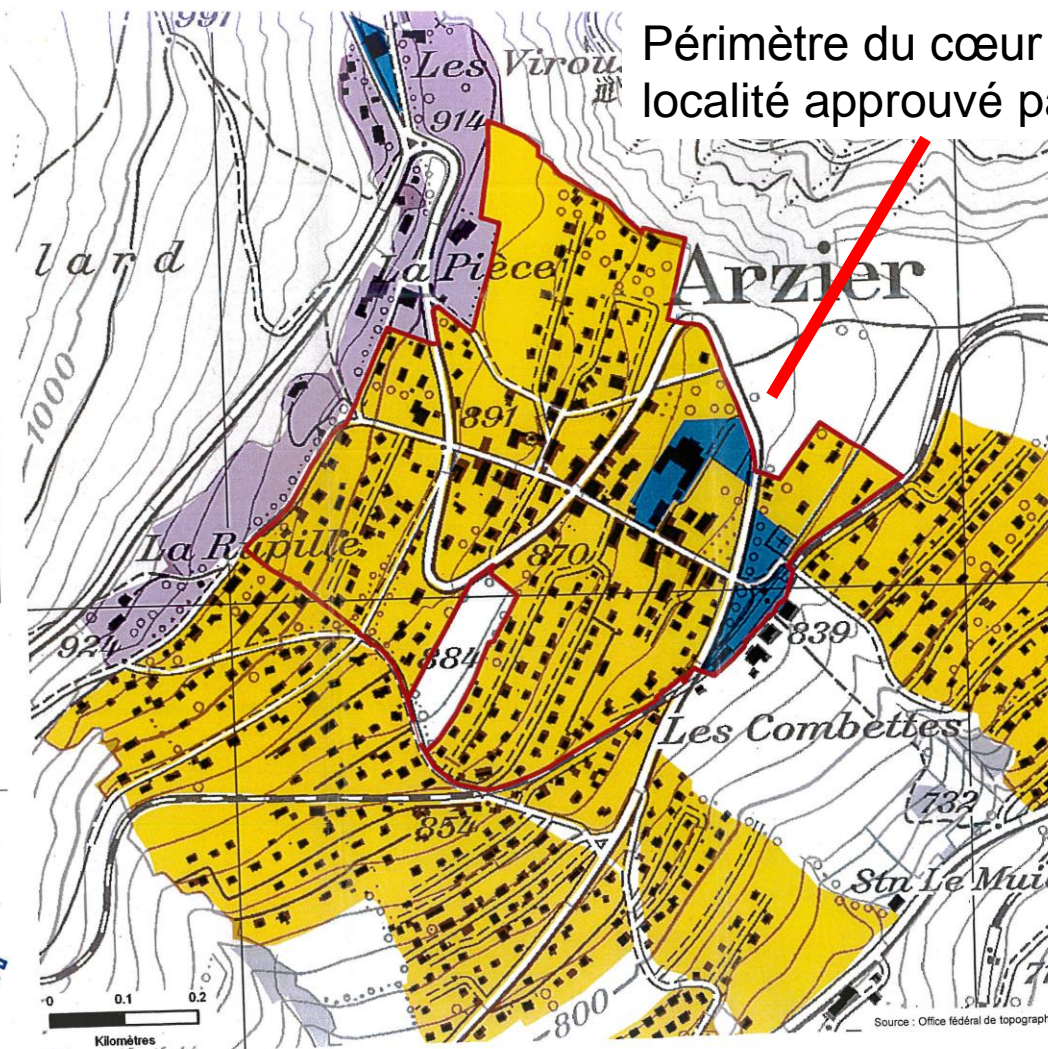 Périmètre du cœur
localité approuvé pa
991
Les Virou
914
lard
La Pièce
Arzier
1000
891
La Rupille
870
924
884
839
Les Combettes
732
854
Stn Le Mui
800
0 0.1 0.2
Kilomètres
Source : Office fédéral de topograph